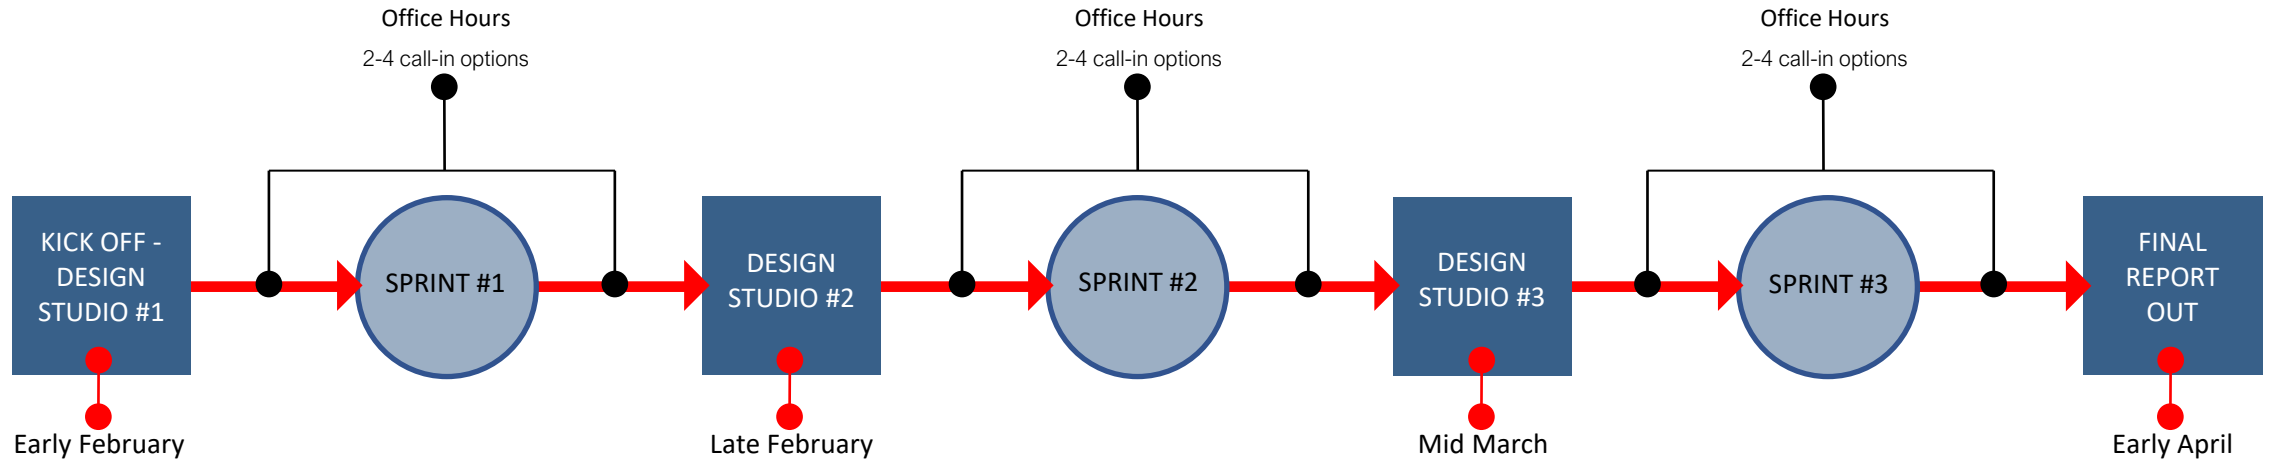 Office Hours
2-4 call-in options
Office Hours
2-4 call-in options
Office Hours
2-4 call-in options
KICK OFF -
DESIGN
STUDIO #1
SPRINT #1
DESIGN
STUDIO #2
SPRINT #2
DESIGN
STUDIO #3
SPRINT #3
FINAL
REPORT
OUT
Early February
Late February
Mid March
Early April